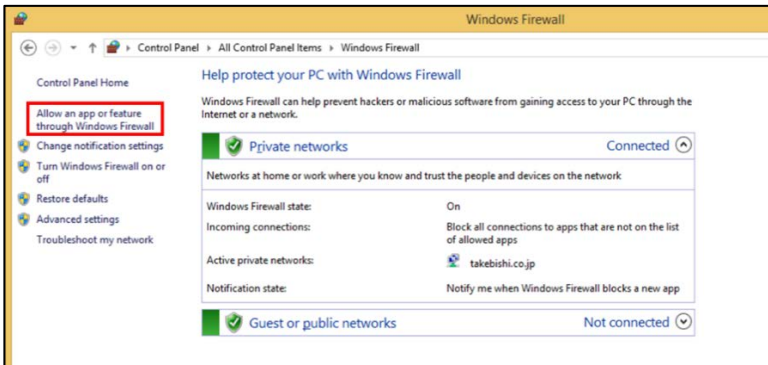 Windows Firewall
Control Panel › All Control Panel Items › Windows Firewall
Control Panel Home
Allow an app or feature
through Windows Firewall
Change notification settings
Turn Windows Firewall on or
off
Restore defaults
Advanced settings
Troubleshoot my network
Help protect your PC with Windows Firewall
Windows Firewall can help prevent hackers or malicious software from gaining access to your PC through the
Internet or a network.
Private networks Connected
Networks at home or work where you know and trust the people and devices on the network
Windows Firewall state: On
Incoming connections: Block all connections to apps that are not on the list
of allowed apps
Active private networks: takebishi.co.jp
Notification state: Notify me when Windows Firewall blocks a new app
Guest or public networks Not connected